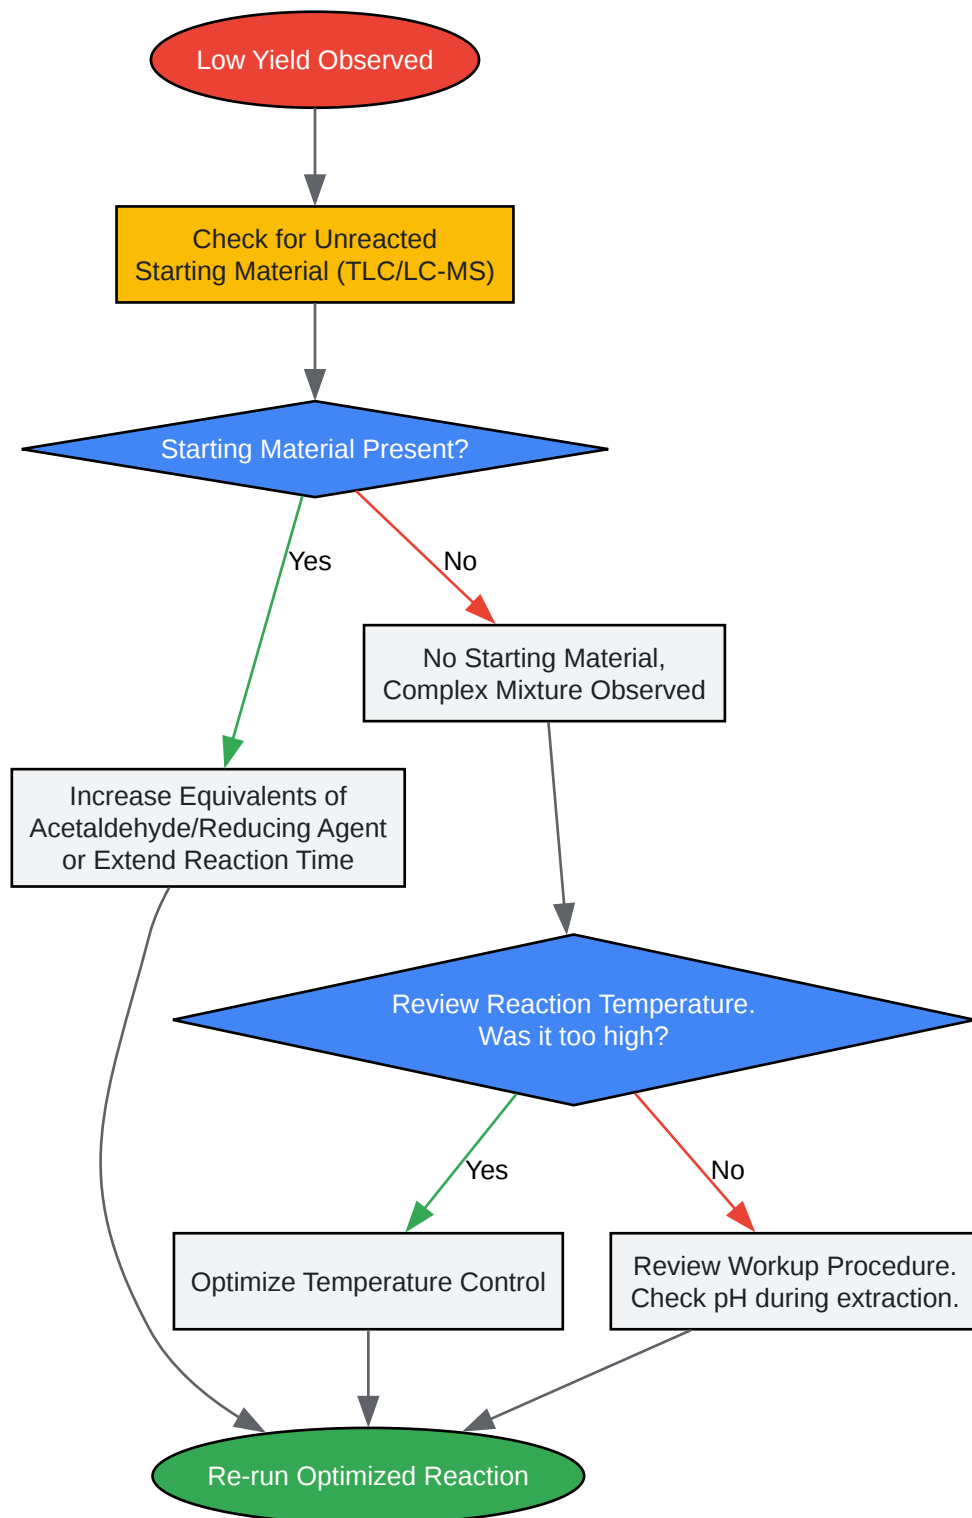 Low Yield Observed
Check for Unreacted
Starting Material (TLC/LC-MS)
Starting Material Present?
Yes
No
No Starting Material,
Complex Mixture Observed
Increase Equivalents of
Acetaldehyde/Reducing Agent
or Extend Reaction Time
Review Reaction Temperature.
Was it too high?
Yes
No
Optimize Temperature Control
Review Workup Procedure.
Check pH during extraction.
Re-run Optimized Reaction